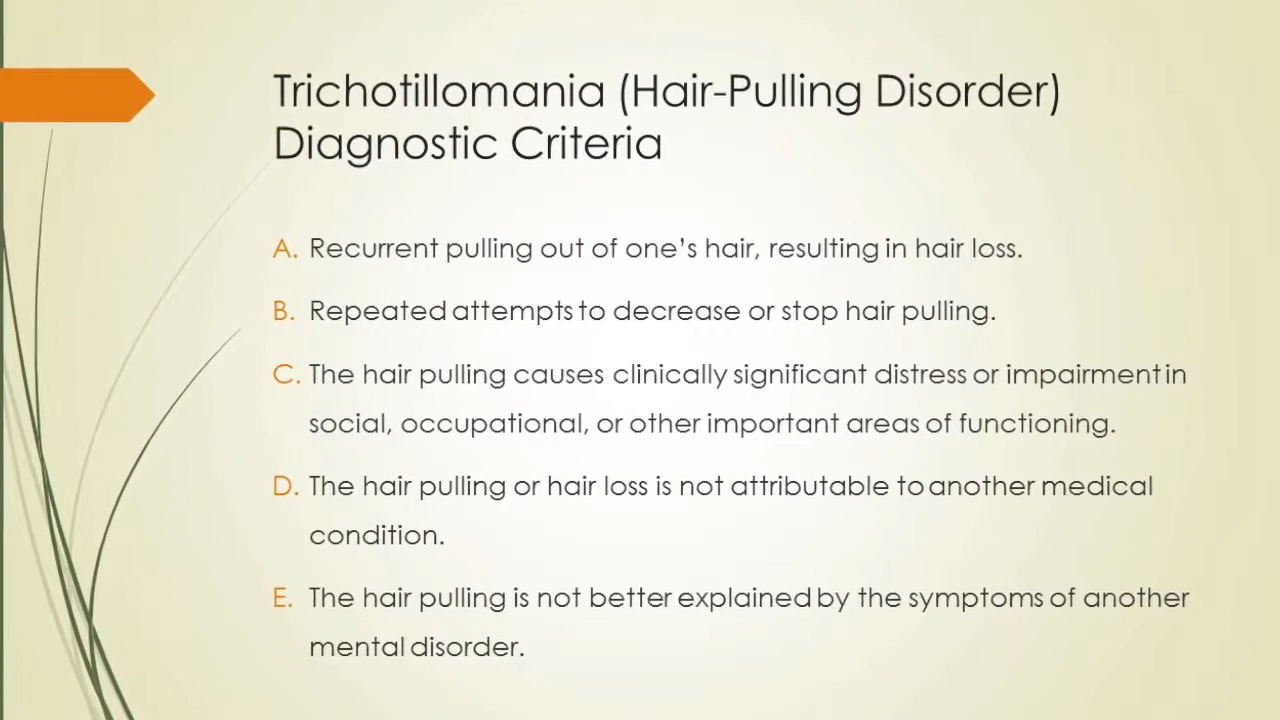 Trichotillomania (Hair-Pulling Disorder)
Diagnostic Criteria
A. Recurrent pulling out of one’s hair, resulting in hair loss.
B. Repeated attempts to decrease or stop hair pulling.
C. The hair pulling causes clinically significant distress or impairment in
social, occupational, or other important areas of functioning.
D. The hair pulling or hair loss is not attributable to another medical
condition.
E. The hair pulling is not better explained by the symptoms of another
mental disorder.